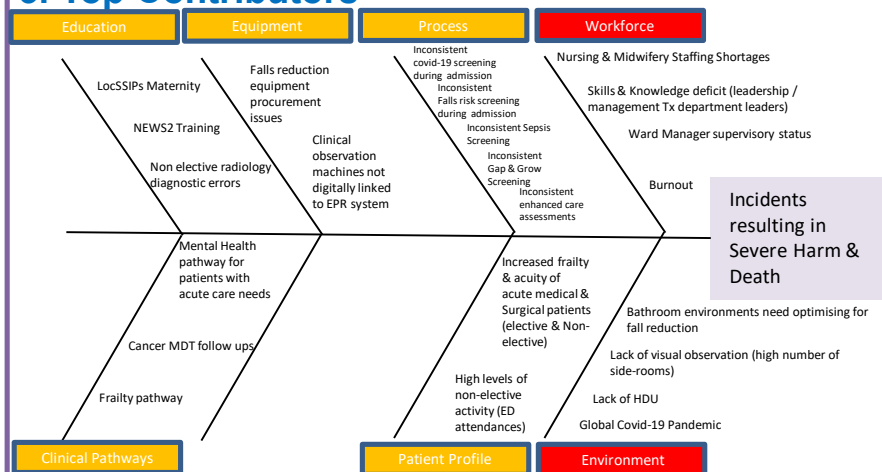 Top Contributors
Education
Equipment
Process
Workforce
LocSSIPs Maternity
NEWS2 Training
Non elective radiology
diagnostic errors
Falls reduction
equipment
procurement
issues
Clinical
observation
machines not
digitally linked
to EPR system
Inconsistent
covid-19 screening
during admission
Inconsistent
Falls risk screening
during admission
Inconsistent Sepsis
Screening
Inconsistent
Gap & Grow
Screening
Inconsistent
enhanced care
assessments
Nursing & Midwifery Staffing Shortages
Skills & Knowledge deficit (leadership /
management Tx department leaders)
Ward Manager supervisory status
Burnout
Incidents
resulting in
Severe Harm &
Death
Mental Health
pathway for
patients with
acute care needs
Cancer MDT follow ups
Frailty pathway
Increased frailty
& acuity of
acute medical &
Surgical patients
(elective & Non-
elective)
High levels of
non-elective
activity (ED
attendances)
Bathroom environments need optimising for
fall reduction
Lack of visual observation (high number of
side-rooms)
Lack of HDU
Global Covid-19 Pandemic
Clinical Pathways
Patient Profile
Environment